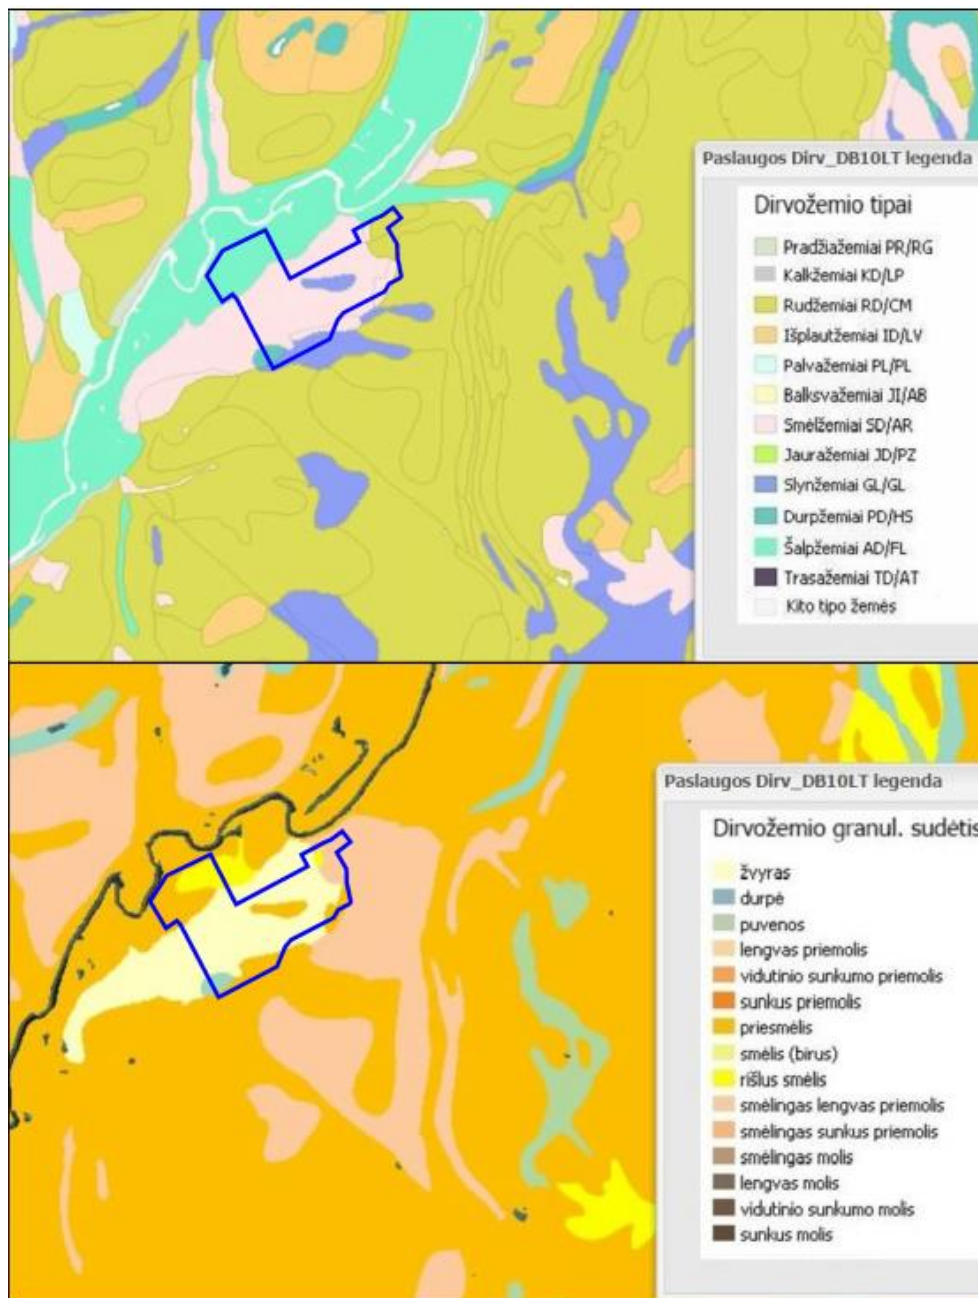 Paslaugos Dirv_DB10LT legenda
Dirvožemio tipai
Pradžiažemiai PR/RG
Kalkžemiai KD/LP
Rudžemiai RD/CM
Išplautžemiai ID/LV
Palvažemiai PL/PL
Balksvažemiai JI/AB
Smėlžemiai SD/AR
Jauražemiai JD/PZ
Šlynžemiai GL/GL
Durpžemiai PD/HS
Šalpžemiai AD/FL
Trąšažemiai TD/AT
Kito tipo žemės
Paslaugos Dirv_DB10LT legenda
Dirvožemio granul. sudėtis
žvyras
durpė
puvenos
lengvas priemolis
vidutinio sunkumo priemolis
sunkus priemolis
priesmėlis
smėlis (birus)
rišlus smėlis
smėlingas lengvas priemolis
smėlingas sunkus priemolis
smėlingas molis
lengvas molis
vidutinio sunkumo molis
sunkus molis